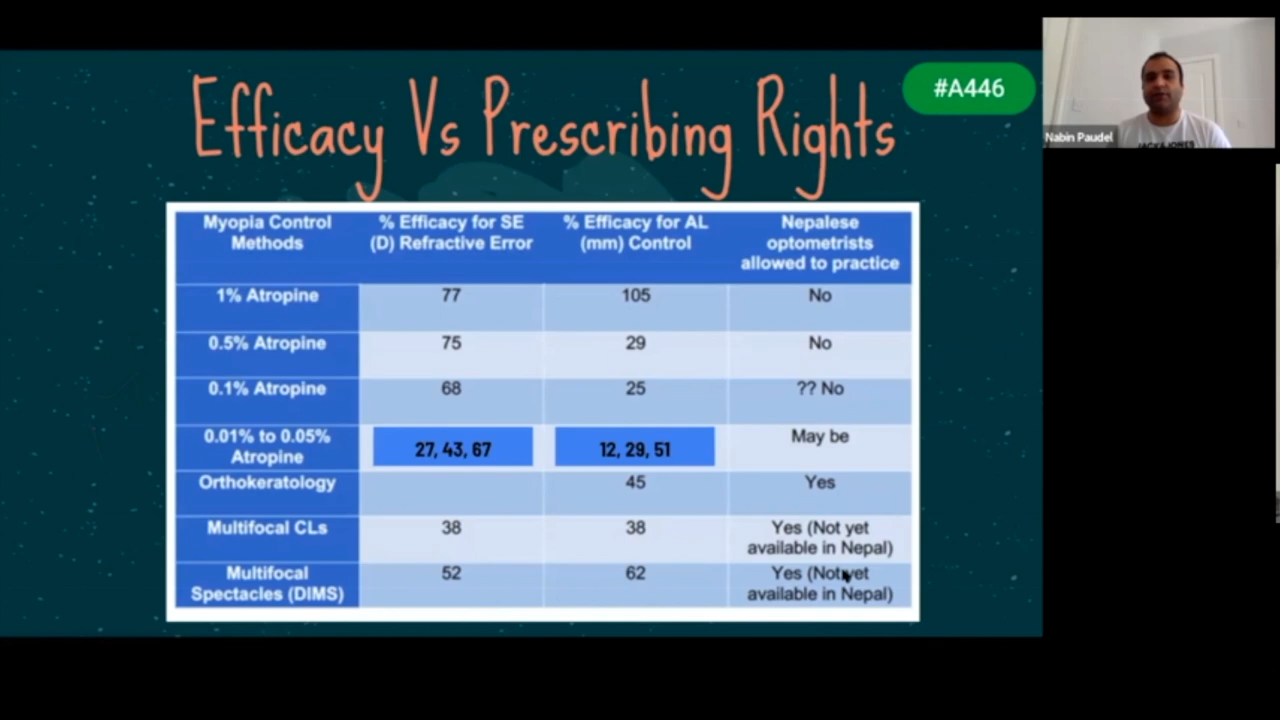 Efficacy Vs Prescribing Rights
#A446
Nabin Paudel
JACK&JONES
Myopia Control
Methods
% Efficacy for SE
(D) Refractive Error
% Efficacy for AL
(mm) Control
Nepalese
optometrists
allowed to practice
1% Atropine
77
105
No
0.5% Atropine
75
29
No
0.1% Atropine
68
25
?? No
0.01% to 0.05%
Atropine
27, 43, 67
12, 29, 51
May be
Orthokeratology
45
Yes
Multifocal CLs
38
38
Yes (Not yet
available in Nepal)
Multifocal
Spectacles (DIMS)
52
62
Yes (Not yet
available in Nepal)